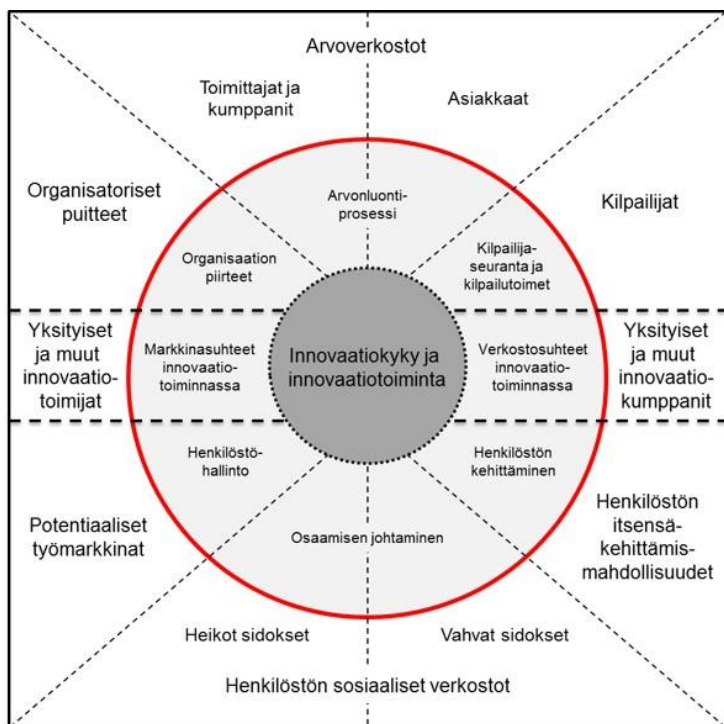 Arvoverkostot
Toimittajat ja
kumppanit
Asiakkaat
Organisatoriset
puitteet
Arvonluonti-
prosessi
Kilpailijat
Organisaation
piirteet
Kilpailija-
seuranta ja
kilpailutoimet
Yksityiset
ja muut
innovaatio-
toimijat
Markkinasuhteet
innovaatio-
toiminnassa
Innovaatiokyky ja
innovaatiotoiminta
Verkostosuhteet
innovaatio-
toiminnassa
Yksityiset
ja muut
innovaatio-
kumppanit
Henkilöstö-
hallinto
Henkilöstön
kehittäminen
Potentiaaliset
työmarkkinat
Osaamisen johtaminen
Henkilöstön
itsensä-
kehittämis-
mahdollisuudet
Heikot sidokset
Vahvat sidokset
Henkilöstön sosiaaliset verkostot